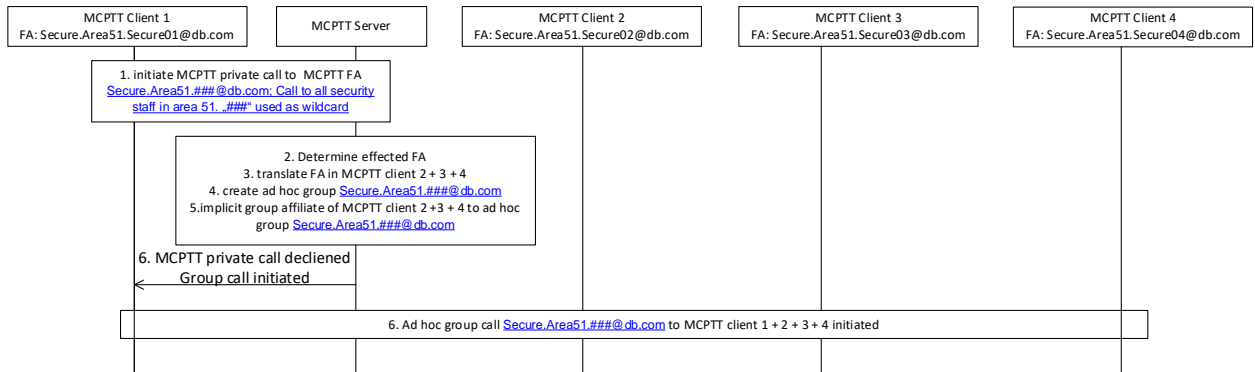 MCPTT Client 1
FA: Secure.Area51.Secure01@db.com
MCPTT Server
MCPTT Client 2
FA: Secure.Area51.Secure02@db.com
MCPTT Client 3
FA: Secure.Area51.Secure03@db.com
MCPTT Client 4
FA: Secure.Area51.Secure04@db.com
1. initiate MCPTT private call to MCPTT FA
Secure.Area51.###@db.com; Call to all security
staff in area 51. „###“ used as wildcard
2. Determine effected FA
3. translate FA in MCPTT client 2 + 3 + 4
4. create ad hoc group Secure.Area51.###@db.com
5.implicit group affiliate of MCPTT client 2 +3 + 4 to ad hoc
group Secure.Area51.###@db.com
6. MCPTT private call decliened
Group call initiated
6. Ad hoc group call Secure.Area51.###@db.com to MCPTT client 1 + 2 + 3 + 4 initiated